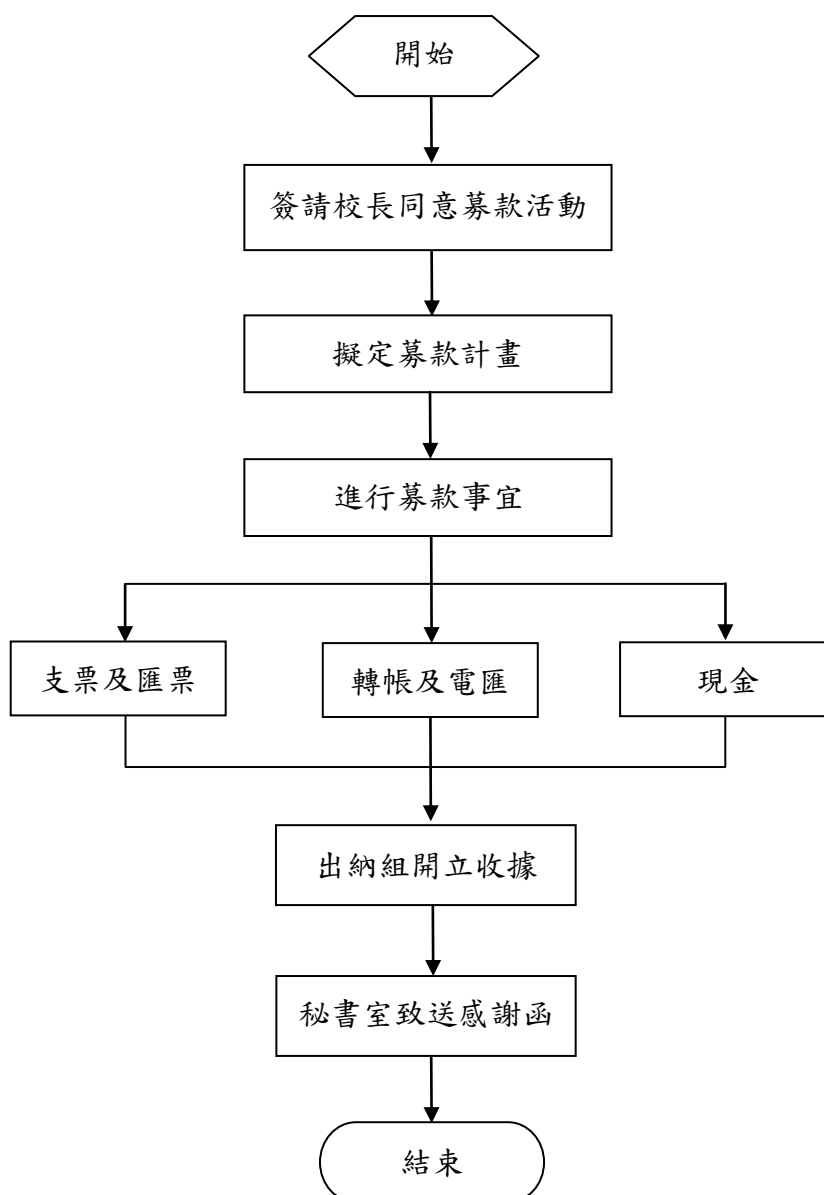 開始
簽請校長同意募款活動
擬定募款計畫
進行募款事宜
支票及匯票
轉帳及電匯
現金
出納組開立收據
秘書室致送感謝函
結束